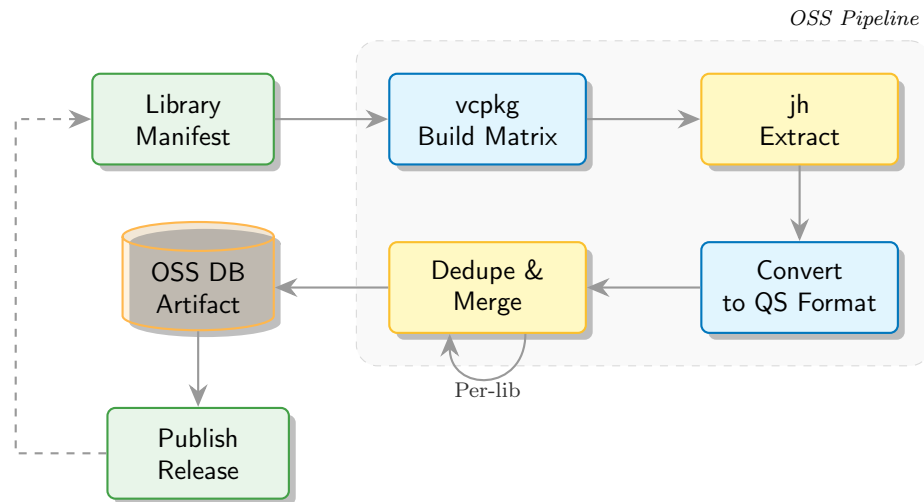 OSS Pipeline
Library
Manifest
vcpkg
Build Matrix
jh
Extract
OSS DB
Artifact
Dedupe &
Merge
Convert
to QS Format
Per-lib
Publish
Release